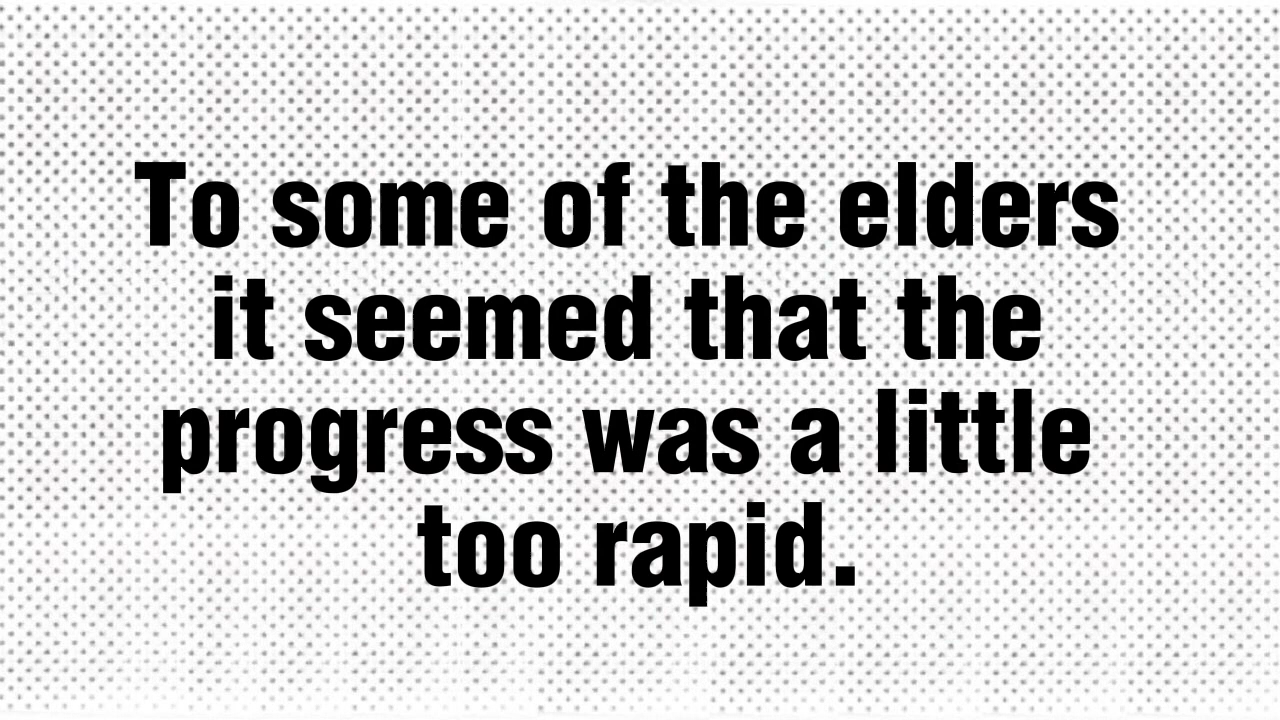 To some of the elders
it seemed that the
progress was a little
too rapid.